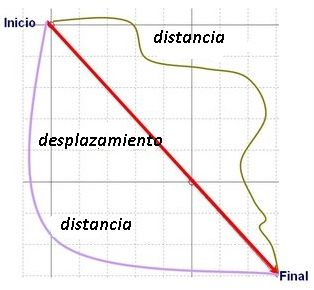 Inicio
distancia
desplazamiento
distancia
Final